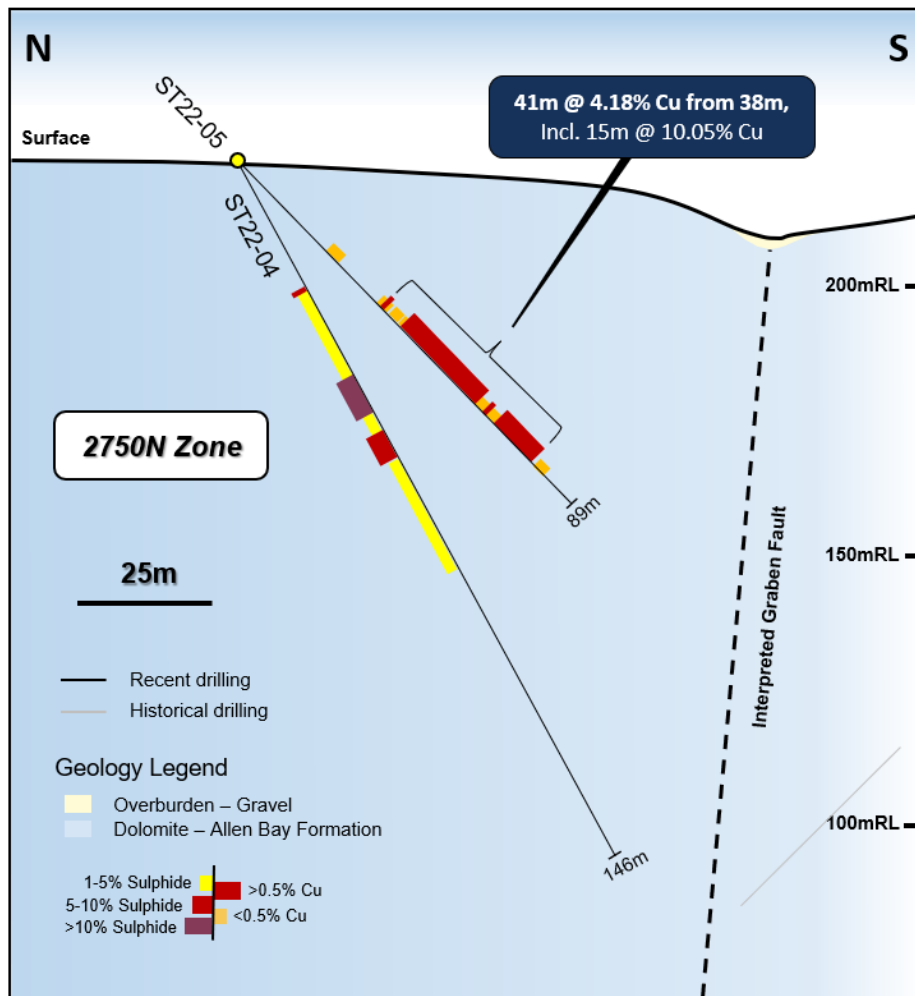 N
S
ST22-05
41m @ 4.18% Cu from 38m,
Incl. 15m @ 10.05% Cu
Surface
ST22-04
200mRL
2750N Zone
89m
150mRL
25m
Interpreted Graben Fault
Recent drilling
Historical drilling
Geology Legend
Overburden – Gravel
Dolomite – Allen Bay Formation
100mRL
146m
1-5% Sulphide
5-10% Sulphide
>10% Sulphide
>0.5% Cu
<0.5% Cu